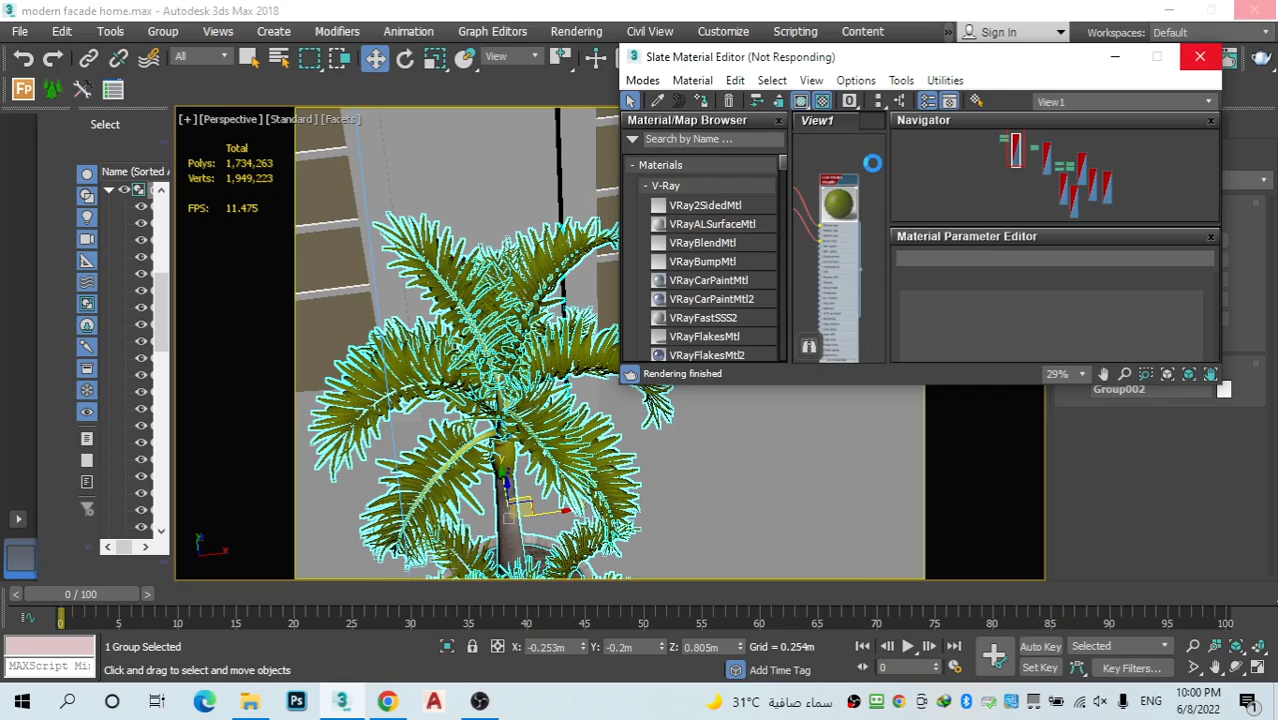 modern facade home.max - Autodesk 3ds Max 2018
File Edit Tools Group Views Create Modifiers Animation Graph Editors Rendering Civil View Customize Scripting Content Sign In Workspaces: Default
All View
Slate Material Editor (Not Responding)
Modes Material Edit Select View Options Tools Utilities
View1
Select
Name (Sorted A
[+] [Perspective] [Standard] [Facets]
Total
Polys: 1,734,263
Verts: 1,949,223
FPS: 11.475
Material/Map Browser
Search by Name ...
- Materials
- V-Ray
VRay2SidedMtl
VRayALSurfaceMtl
VRayBlendMtl
VRayBumpMtl
VRayCarPaintMtl
VRayCarPaintMtl2
VRayFastSSS2
VRayFlakesMtl
VRayFlakesMtl2
View1
Navigator
Material Parameter Editor
Rendering finished
29%
Group002
0 / 100
0 5 10 15 20 25 30 35 40 45 50 55 60 65 70 75 80 85 90 95 100
1 Group Selected
X: -0.253m Y: -0.2m Z: 0.805m Grid = 0.254m
Auto Key Selected
MAXScript Mi
Click and drag to select and move objects
Add Time Tag
0
Set Key Key Filters...
31°C سماء صافية
ENG
10:00 PM
6/8/2022
1